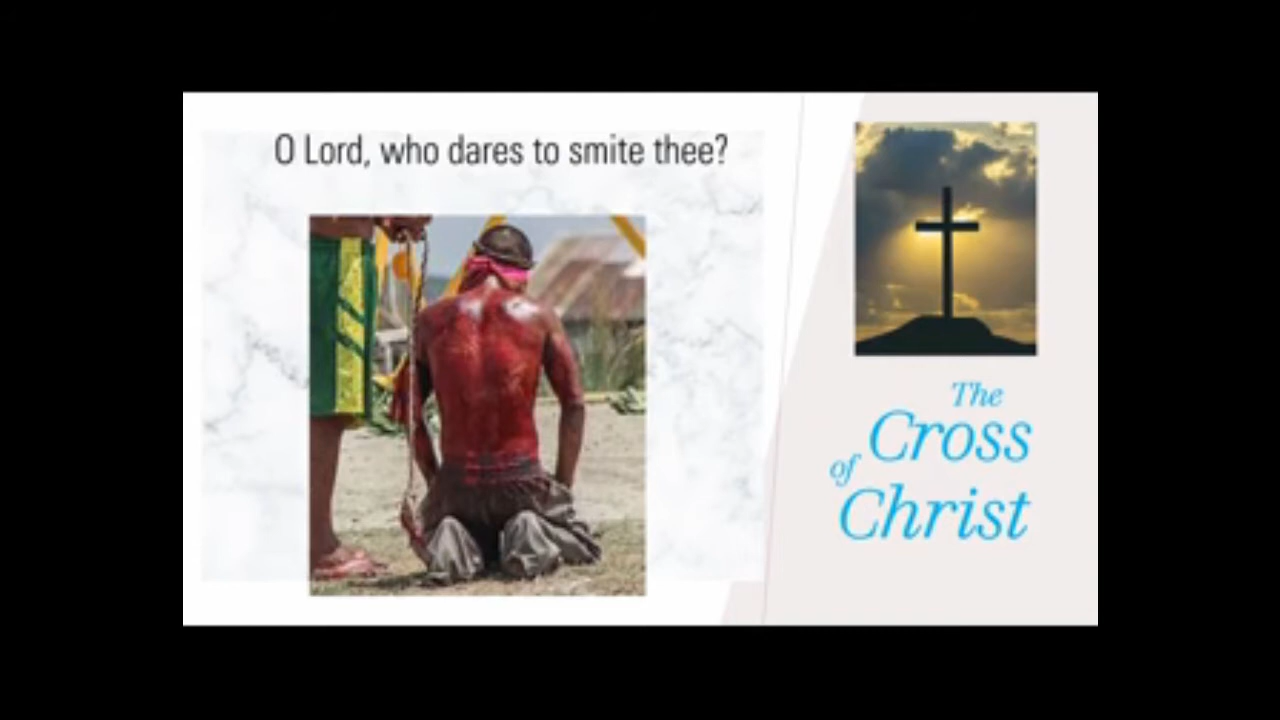 O Lord, who dares to smite thee?
The
Cross
of
Christ